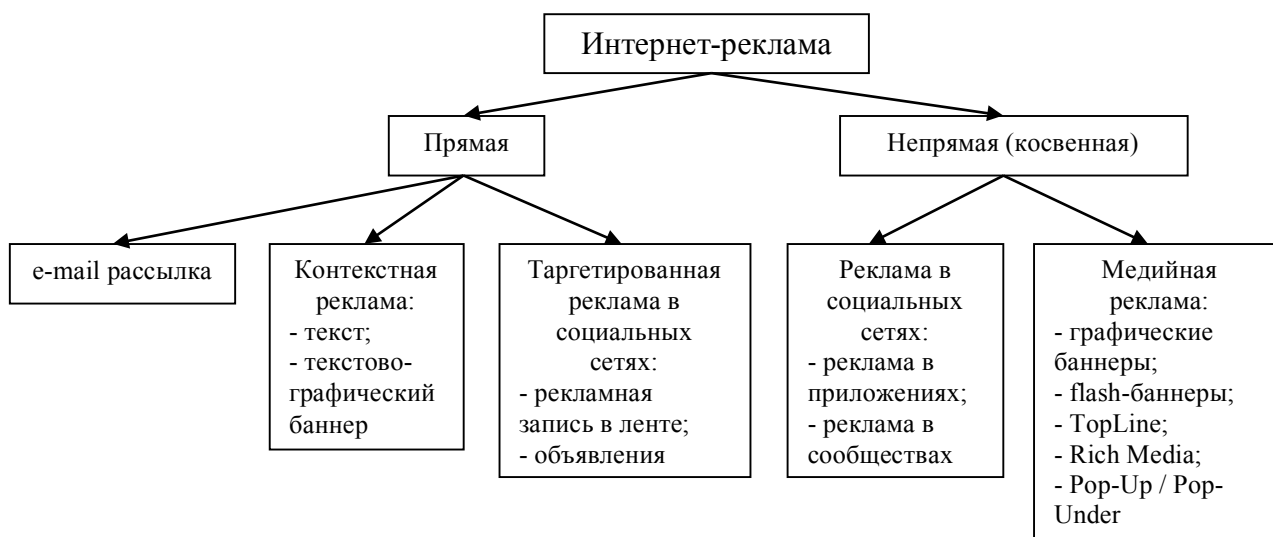 Интернет-реклама
Прямая
Непрямая (косвенная)
e-mail рассылка
Контекстная
реклама:
- текст;
- текстово-
графический
баннер
Таргетированная
реклама в
социальных
сетях:
- рекламная
запись в ленте;
- объявления
Реклама в
социальных
сетях:
- реклама в
приложениях;
- реклама в
сообществах
Медийная
реклама:
- графические
баннеры;
- flash-баннеры;
- TopLine;
- Rich Media;
- Pop-Up / Pop-
Under